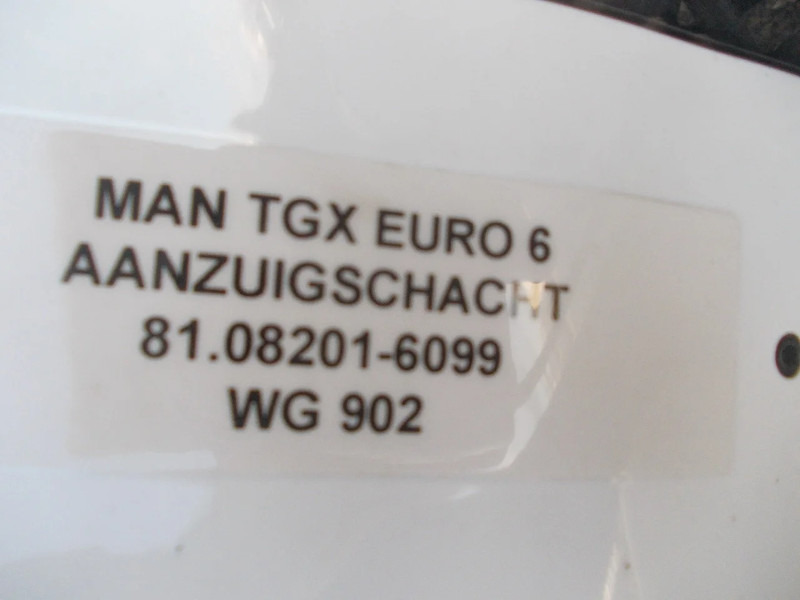 MAN TGX EURO 6
AANZUIGSCHACHT
81.08201-6099
WG 902